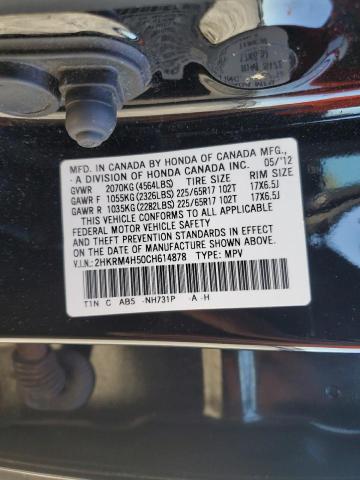 MFD. IN CANADA BY HONDA OF CANADA MFG.,
- A DIVISION OF HONDA CANADA INC. 05/'12
GVWR 2070KG (4564LBS) TIRE SIZE RIM SIZE
GAWR F 1055KG (2326LBS) 225/65R17 102T 17X6.5J
GAWR R 1035KG (2282LBS) 225/65R17 102T 17X6.5J
THIS VEHICLE CONFORMS TO ALL APPLICABLE
FEDERAL MOTOR VEHICLE SAFETY
AND THEFT PREVENTION STANDARDS IN EFFECT ON
THE DATE OF MANUFACTURE SHOWN ABOVE.
V.I.N.: 2HKRM4H50CH614878 TYPE: MPV
T1N C AB5 -NH731P -A -H